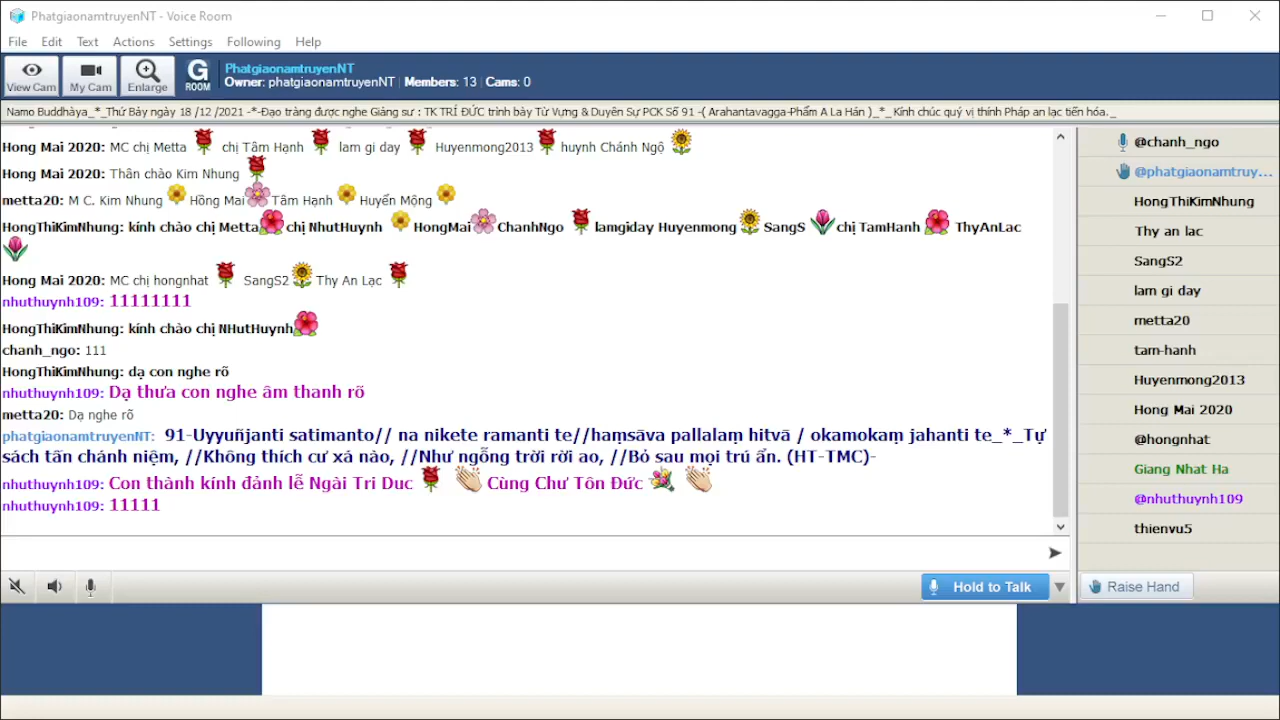 PhatgiaonamtruyenNT - Voice Room
File Edit Text Actions Settings Following Help
View Cam My Cam Enlarge G ROOM
PhatgiaonamtruyenNT
Owner: phatgiaonamtruyenNT | Members: 13 | Cams: 0
Namo Buddhàya_*_Thứ Bảy ngày 18 /12 /2021 -*-Đạo tràng được nghe Giảng sư : TK TRÍ ĐỨC trình bày Từ Vựng & Duyên Sự PCK Số 91 -( Arahantavagga-Phẩm A La Hán )_*_ Kính chúc quý vị thính Pháp an lạc tiến hóa._
Hong Mai 2020: MC chị Metta chị Tâm Hạnh lam gi day Huyenmong2013 huynh Chánh Ngộ
Hong Mai 2020: Thân chào Kim Nhung
metta20: M C. Kim Nhung Hồng Mai Tâm Hạnh Huyển Mộng
HongThiKimNhung: kính chào chị Metta chị NhutHuynh HongMai ChanhNgo lamgiday Huyenmong SangS chị TamHanh ThyAnLac
Hong Mai 2020: MC chị hongnhat SangS2 Thy An Lạc
nhuthuynh109: 11111111
HongThiKimNhung: kính chào chị NHutHuynh
chanh_ngo: 111
HongThiKimNhung: dạ con nghe rõ
nhuthuynh109: Dạ thưa con nghe âm thanh rõ
metta20: Dạ nghe rõ
phatgiaonamtruyenNT: 91-Uyyuñjanti satimanto// na nikete ramanti te//haṃsāva pallalaṃ hitvā / okamokaṃ jahanti te_*_Tự
sách tấn chánh niệm, //Không thích cư xá nào, //Như ngỗng trời rời ao, //Bỏ sau mọi trú ẩn. (HT-TMC)-
nhuthuynh109: Con thành kính đảnh lễ Ngài Tri Duc Cùng Chư Tôn Đức
nhuthuynh109: 11111
Hold to Talk
@chanh_ngo
@phatgiaonamtruy...
HongThiKimNhung
Thy an lac
SangS2
lam gi day
metta20
tam-hanh
Huyenmong2013
Hong Mai 2020
@hongnhat
Giang Nhat Ha
@nhuthuynh109
thienvu5
Raise Hand